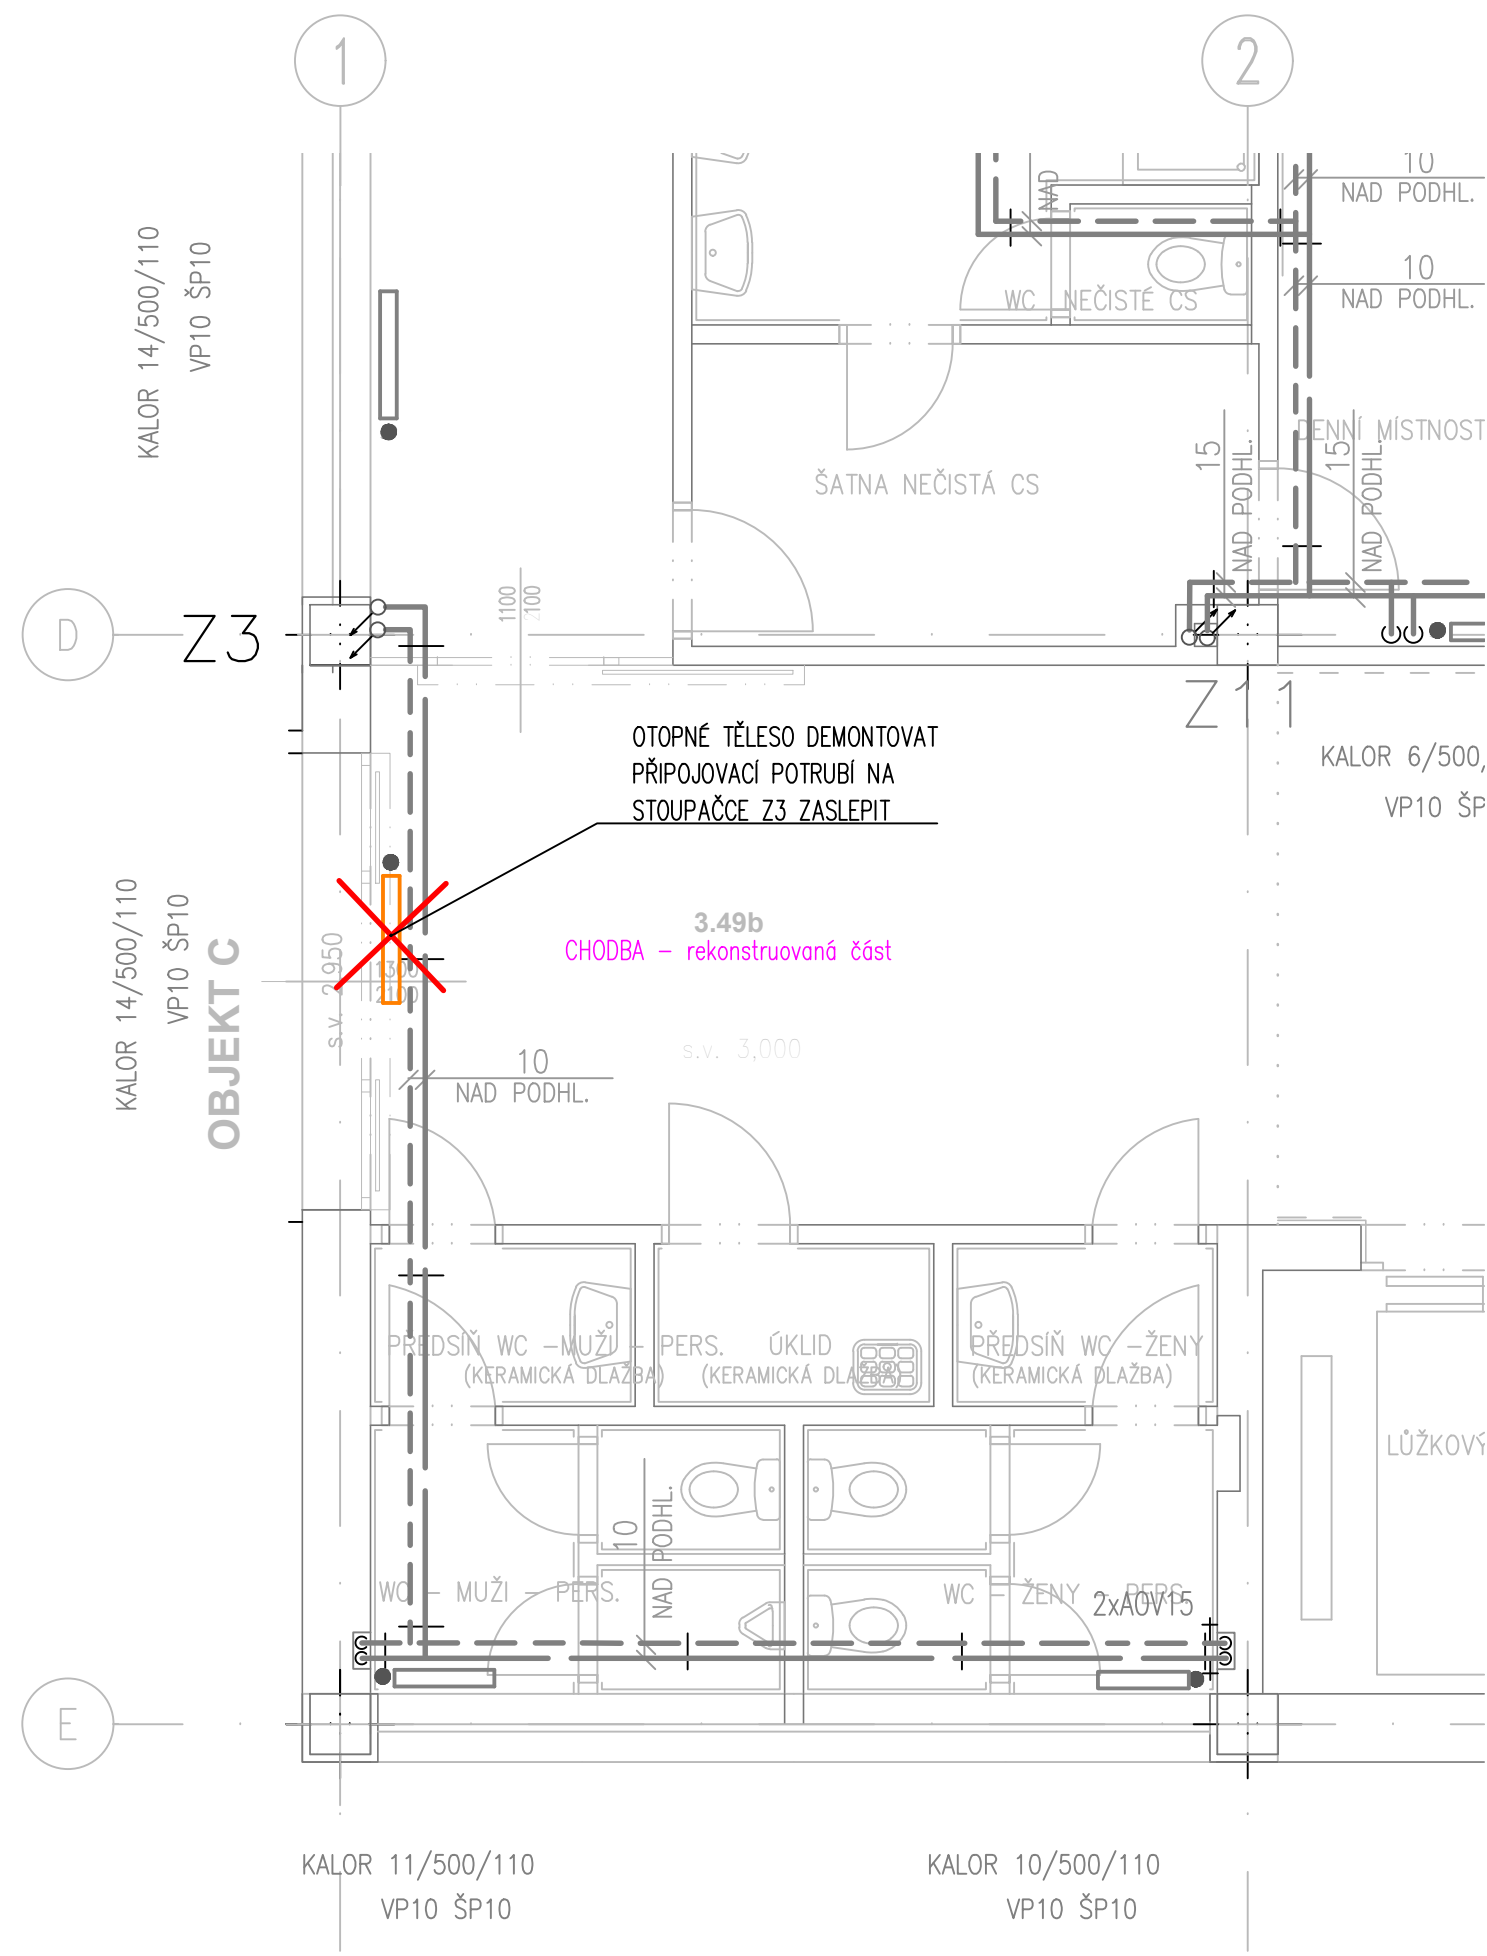 1
2
10
NAD PODHL.
NAD
KALOR 14/500/110
VP10 ŠP10
10
NAD PODHL.
WC NEČISTÉ CS
DENNÍ MÍSTNOST
15
NAD PODHL.
15
NAD PODHL.
ŠATNA NEČISTÁ CS
1100
2100
D
Z3
Z11
OTOPNÉ TĚLESO DEMONTOVAT
PŘIPOJOVACÍ POTRUBÍ NA
STOUPAČCE Z3 ZASLEPIT
KALOR 6/500/
VP10 ŠP
3.49b
CHODBA – rekonstruovaná část
KALOR 14/500/110
VP10 ŠP10
OBJEKT C
s.v. 2,950
1300
2100
s.v. 3,000
10
NAD PODHL.
PŘEDSÍŇ WC –MUŽI – PERS.
(KERAMICKÁ DLAŽBA)
ÚKLID
(KERAMICKÁ DLAŽBA)
PŘEDSÍŇ WC –ŽENY
(KERAMICKÁ DLAŽBA)
LŮŽKOVÝ
10
NAD PODHL.
WC – MUŽI – PERS.
WC – ŽENY – PERS.
2xAOV15
E
KALOR 11/500/110
VP10 ŠP10
KALOR 10/500/110
VP10 ŠP10